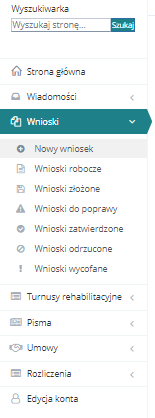 Wyszukiwarka
Wyszukaj stronę... Szukaj
Strona główna
Wiadomości
Wnioski
Nowy wniosek
Wnioski robocze
Wnioski złożone
Wnioski do poprawy
Wnioski zatwierdzone
Wnioski odrzucone
Wnioski wycofane
Turnusy rehabilitacyjne
Pisma
Umowy
Rozliczenia
Edycja konta